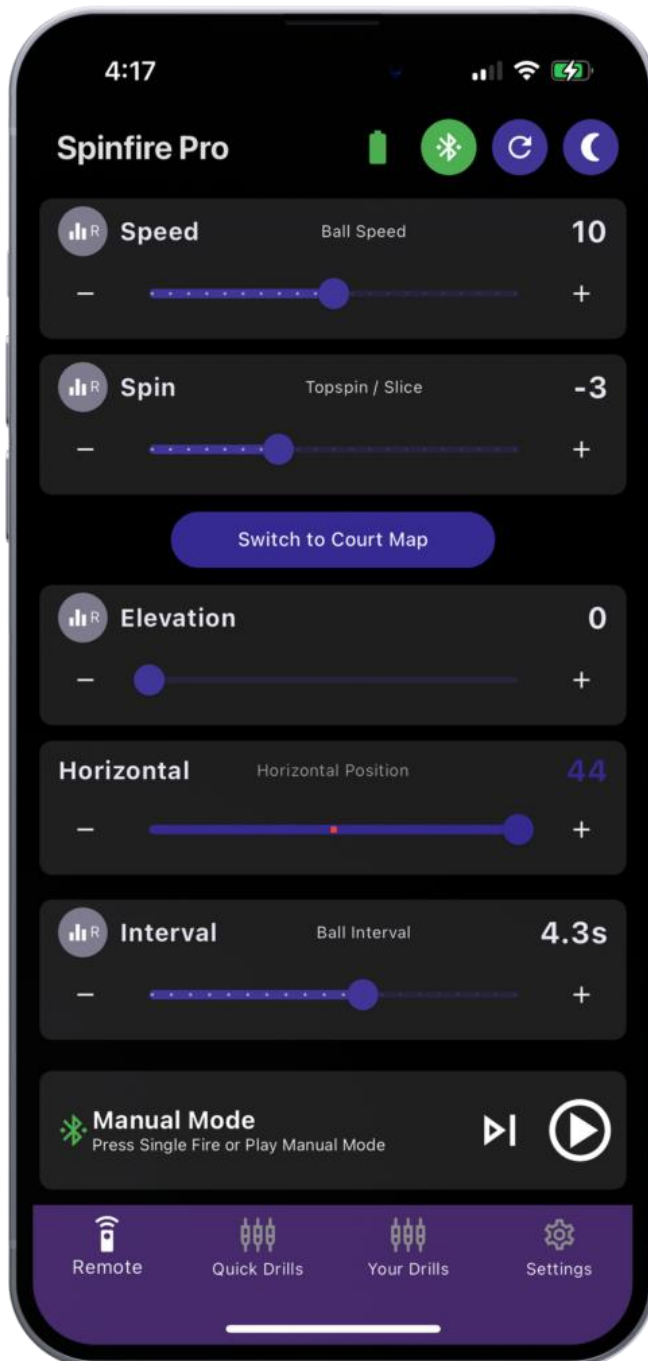 4:17
Spinfire Pro
R Speed Ball Speed 10
− +
R Spin Topspin / Slice -3
− +
Switch to Court Map
R Elevation 0
− +
Horizontal Horizontal Position 44
− +
R Interval Ball Interval 4.3s
− +
Manual Mode
Press Single Fire or Play Manual Mode
Remote Quick Drills Your Drills Settings